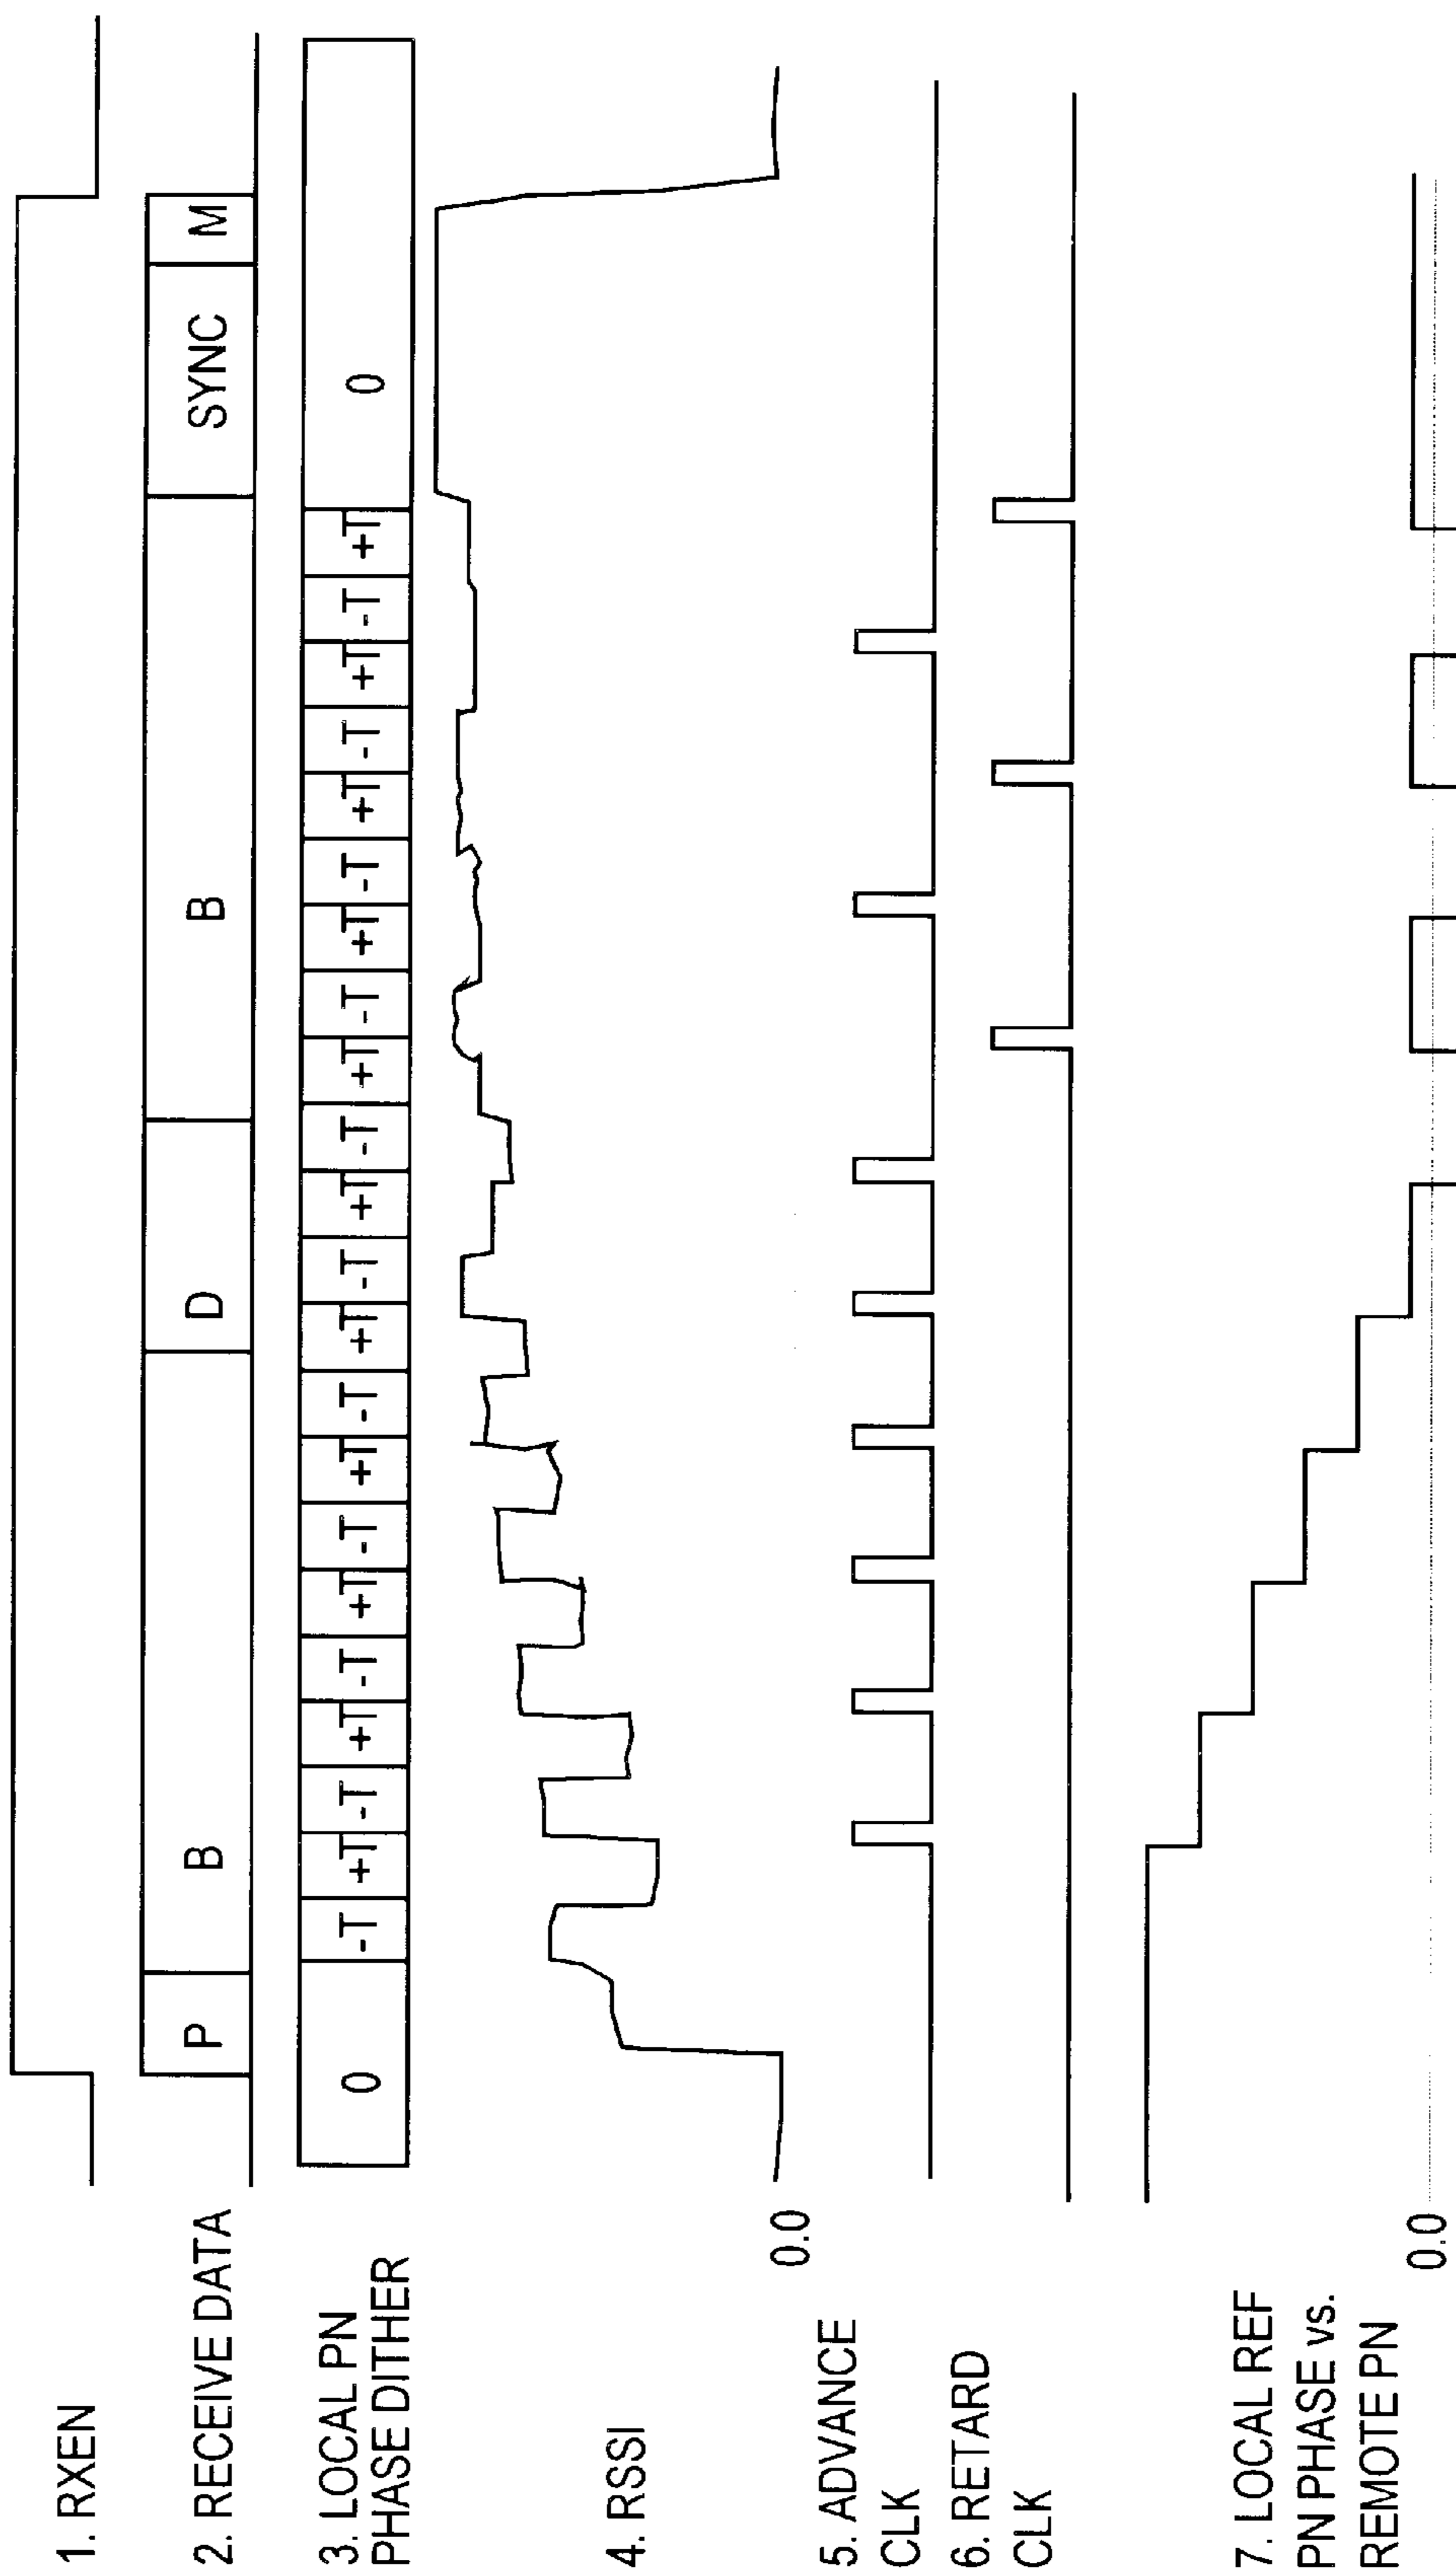 1. RXEN
2. RECEIVE DATA P B D B SYNC M
3. LOCAL PN
PHASE DITHER
0 -T +T -T +T -T +T -T +T -T +T -T +T -T +T -T +T -T +T -T +T -T +T 0
4. RSSI
0.0
5. ADVANCE
CLK
6. RETARD
CLK
7. LOCAL REF
PN PHASE vs.
REMOTE PN
0.0